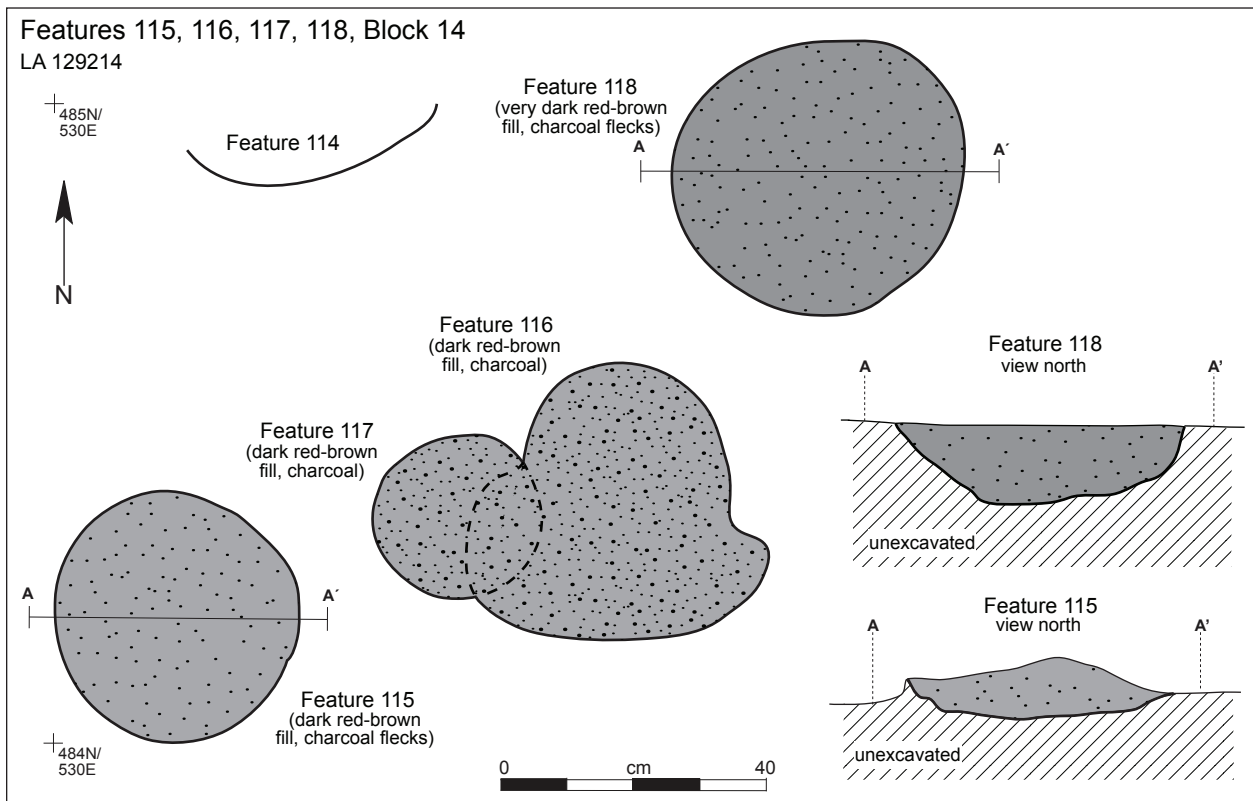 Features 115, 116, 117, 118, Block 14
LA 129214
485N/
530E
Feature 114
Feature 118
(very dark red-brown
fill, charcoal flecks)
A
A´
N
Feature 116
(dark red-brown
fill, charcoal)
Feature 117
(dark red-brown
fill, charcoal)
A
A´
Feature 115
(dark red-brown
fill, charcoal flecks)
484N/
530E
Feature 118
view north
A
A'
unexcavated
Feature 115
view north
A
A'
unexcavated
0 cm 40